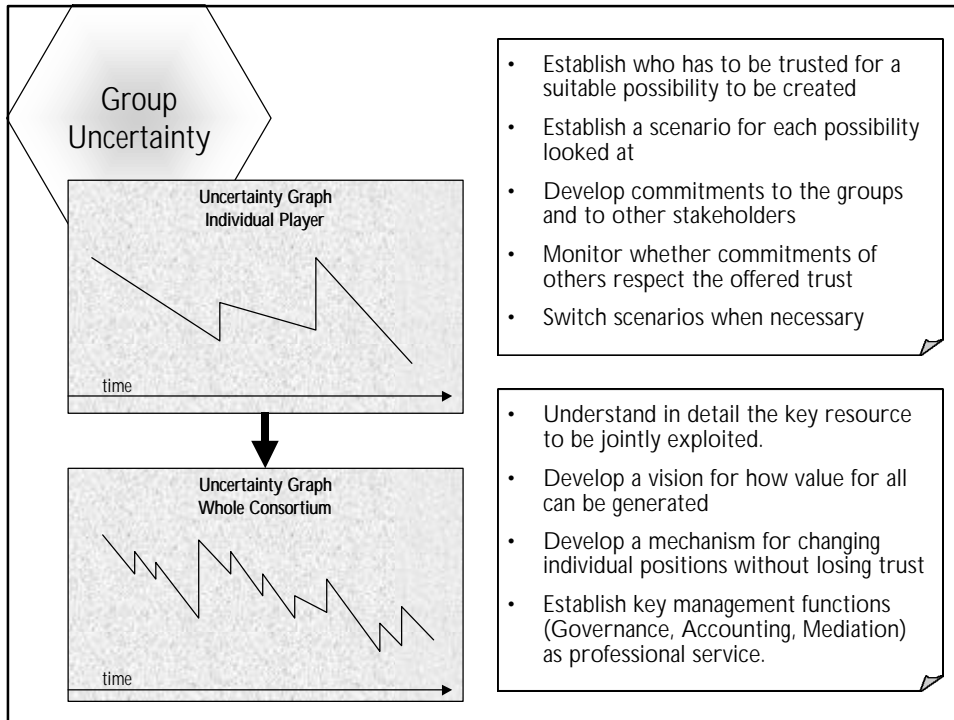 Group
Uncertainty
Uncertainty Graph
Individual Player
time
Uncertainty Graph
Whole Consortium
time
• Establish who has to be trusted for a
suitable possibility to be created
• Establish a scenario for each possibility
looked at
• Develop commitments to the groups
and to other stakeholders
• Monitor whether commitments of
others respect the offered trust
• Switch scenarios when necessary
• Understand in detail the key resource
to be jointly exploited.
• Develop a vision for how value for all
can be generated
• Develop a mechanism for changing
individual positions without losing trust
• Establish key management functions
(Governance, Accounting, Mediation)
as professional service.